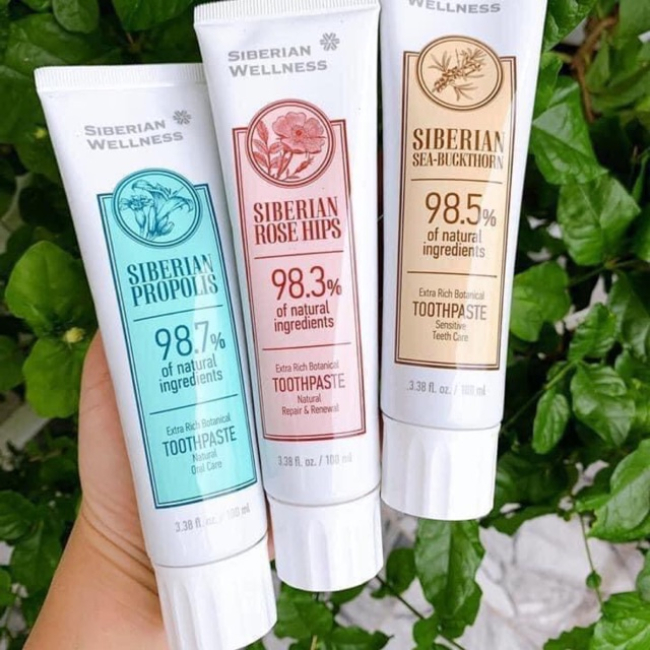 SIBERIAN
WELLNESS
SIBERIAN
PROPOLIS
98.7%
of natural
ingredients
Extra Rich Botanical
TOOTHPASTE
Natural
Oral Care
3.38 fl. oz. / 100 ml
SIBERIAN
WELLNESS
SIBERIAN
ROSE HIPS
98.3%
of natural
ingredients
Extra Rich Botanical
TOOTHPASTE
Natural
Repair & Renewal
3.38 fl. oz. / 100 ml
WELLNESS
SIBERIAN
SEA-BUCKTHORN
98.5%
of natural
ingredients
Extra Rich Botanical
TOOTHPASTE
Sensitive
Teeth Care
3.38 fl. oz. / 100 ml